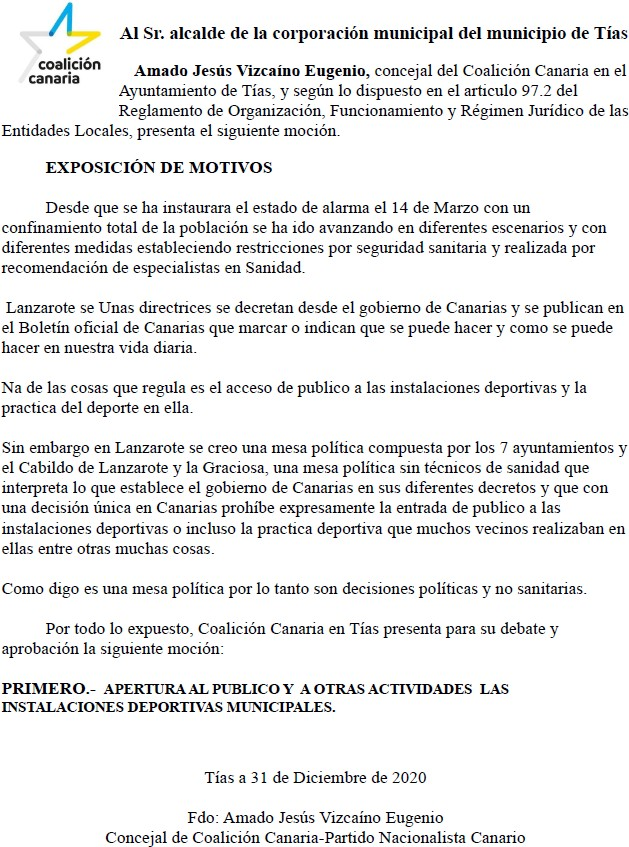 coalición
canaria
Al Sr. alcalde de la corporación municipal del municipio de Tías
Amado Jesús Vizcaíno Eugenio, concejal del Coalición Canaria en el
Ayuntamiento de Tías, y según lo dispuesto en el articulo 97.2 del
Reglamento de Organización, Funcionamiento y Régimen Jurídico de las
Entidades Locales, presenta el siguiente moción.
EXPOSICIÓN DE MOTIVOS
Desde que se ha instaurara el estado de alarma el 14 de Marzo con un
confinamiento total de la población se ha ido avanzando en diferentes escenarios y con
diferentes medidas estableciendo restricciones por seguridad sanitaria y realizada por
recomendación de especialistas en Sanidad.
Lanzarote se Unas directrices se decretan desde el gobierno de Canarias y se publican en
el Boletín oficial de Canarias que marcar o indican que se puede hacer y como se puede
hacer en nuestra vida diaria.
Na de las cosas que regula es el acceso de publico a las instalaciones deportivas y la
practica del deporte en ella.
Sin embargo en Lanzarote se creo una mesa política compuesta por los 7 ayuntamientos y
el Cabildo de Lanzarote y la Graciosa, una mesa política sin técnicos de sanidad que
interpreta lo que establece el gobierno de Canarias en sus diferentes decretos y que con
una decisión única en Canarias prohíbe expresamente la entrada de publico a las
instalaciones deportivas o incluso la practica deportiva que muchos vecinos realizaban en
ellas entre otras muchas cosas.
Como digo es una mesa política por lo tanto son decisiones políticas y no sanitarias.
Por todo lo expuesto, Coalición Canaria en Tías presenta para su debate y
aprobación la siguiente moción:
PRIMERO.- APERTURA AL PUBLICO Y A OTRAS ACTIVIDADES LAS
INSTALACIONES DEPORTIVAS MUNICIPALES.
Tías a 31 de Diciembre de 2020
Fdo: Amado Jesús Vizcaíno Eugenio
Concejal de Coalición Canaria-Partido Nacionalista Canario